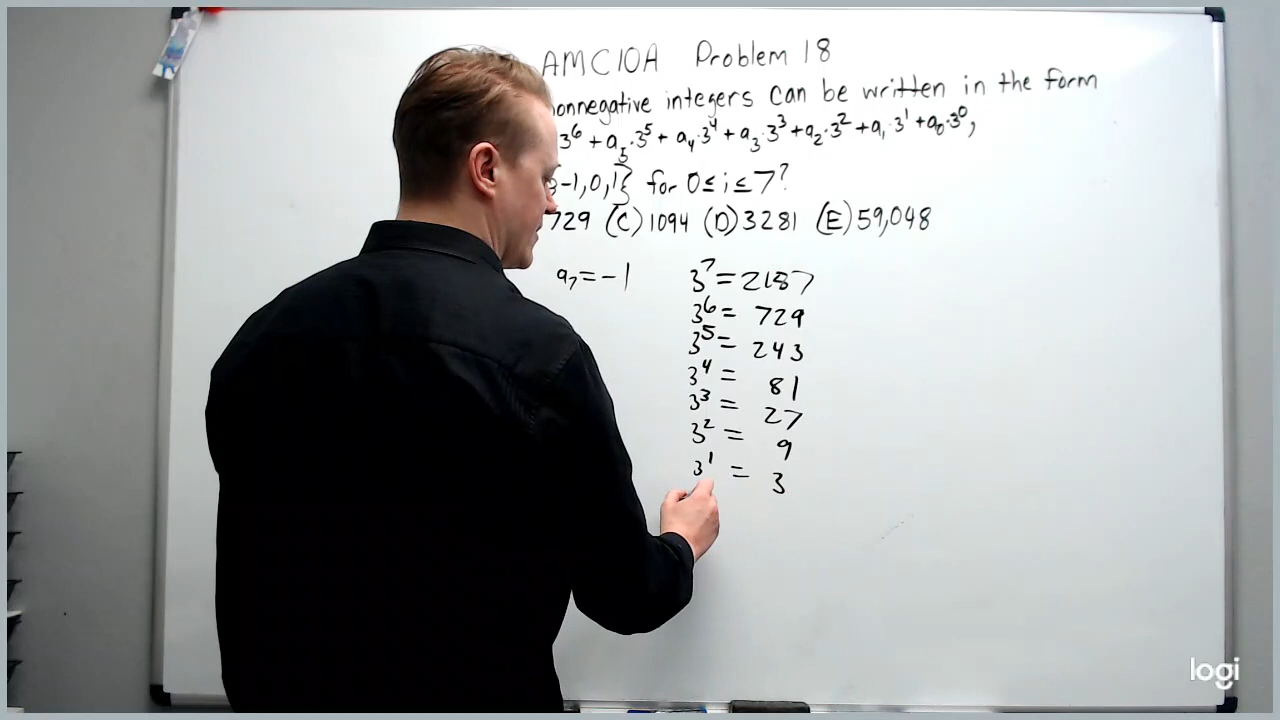 AMC10A Problem 18
nonnegative integers can be written in the form
3^6 + a_5·3^5 + a_4·3^4 + a_3·3^3 + a_2·3^2 + a_1·3^1 + a_0·3^0,
-1,0,1} for 0≤i≤7?
729 (C)1094 (D)3281 (E)59,048
a_7=-1
3^7=2187
3^6= 729
3^5= 243
3^4= 81
3^3= 27
3^2= 9
3^1= 3
logi